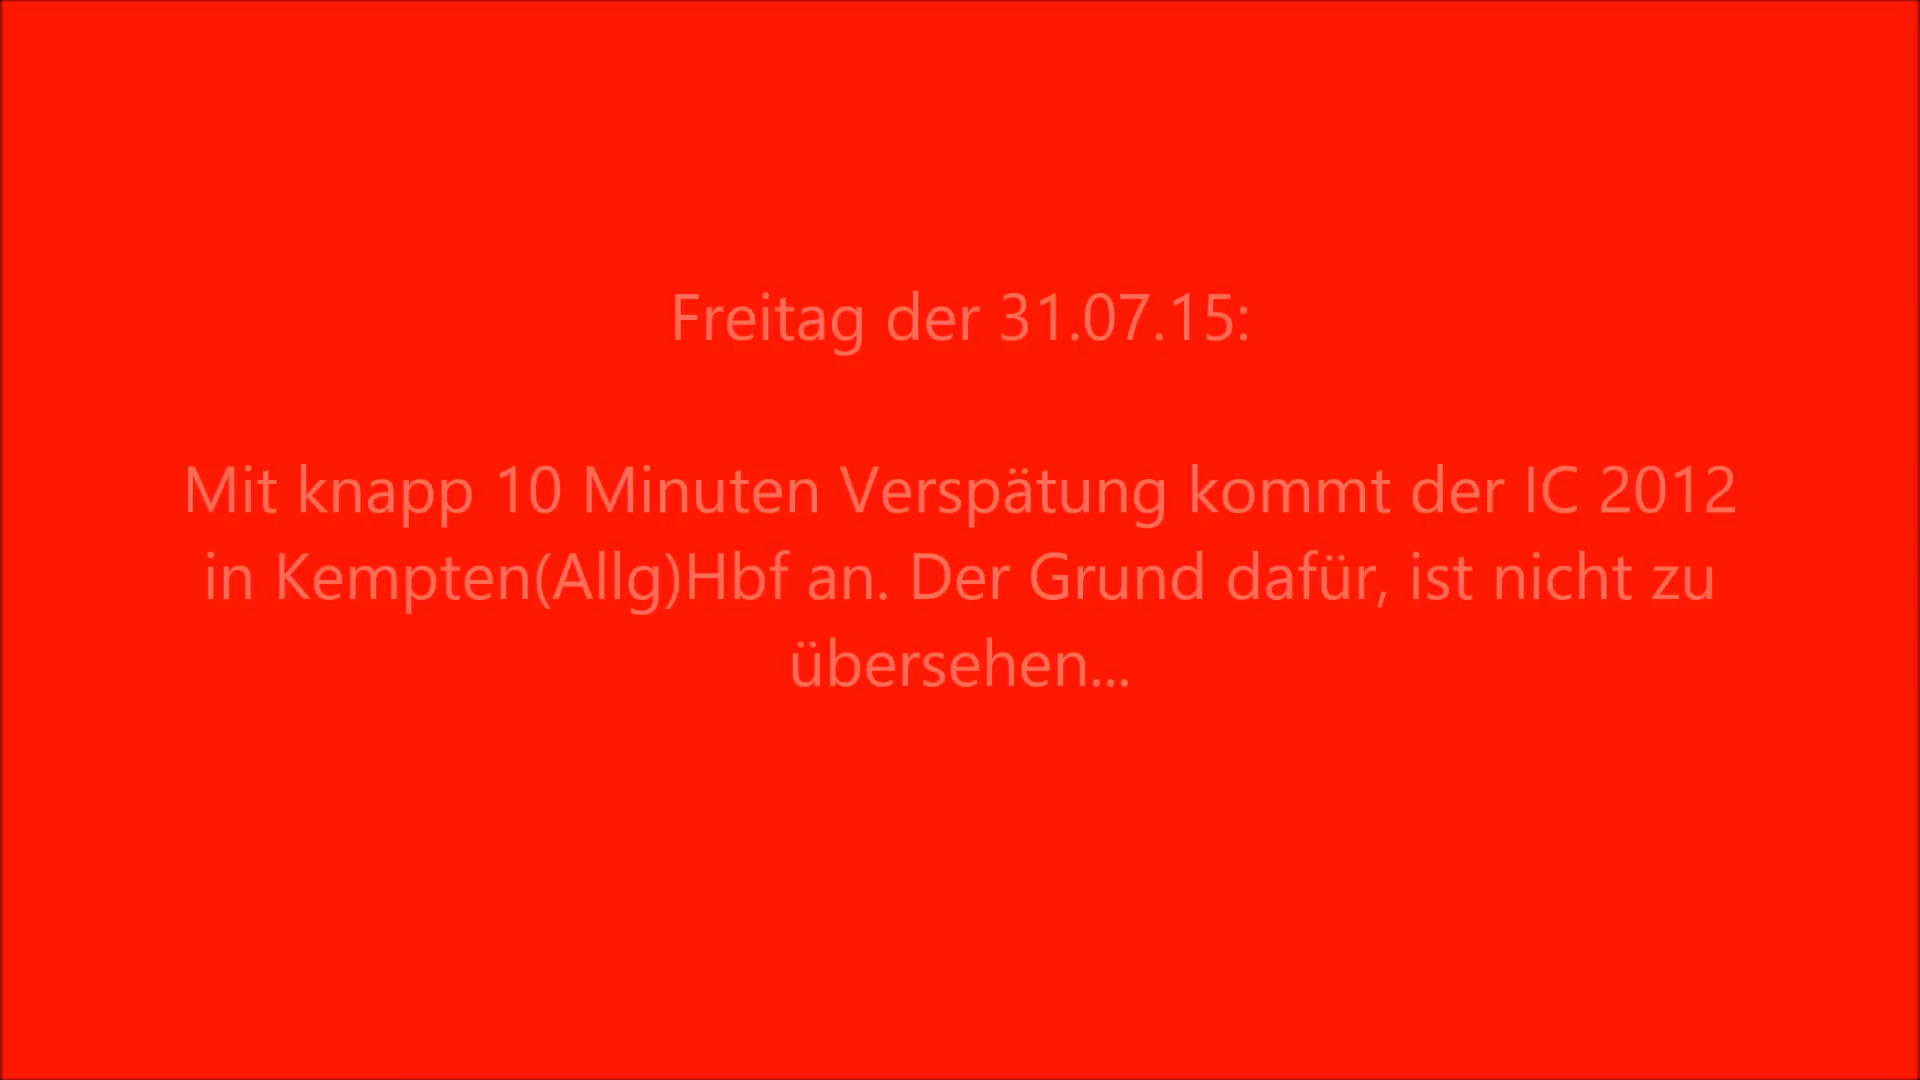 Freitag der 31.07.15:
Mit knapp 10 Minuten Verspätung kommt der IC 2012
in Kempten(Allg)Hbf an. Der Grund dafür, ist nicht zu
übersehen...